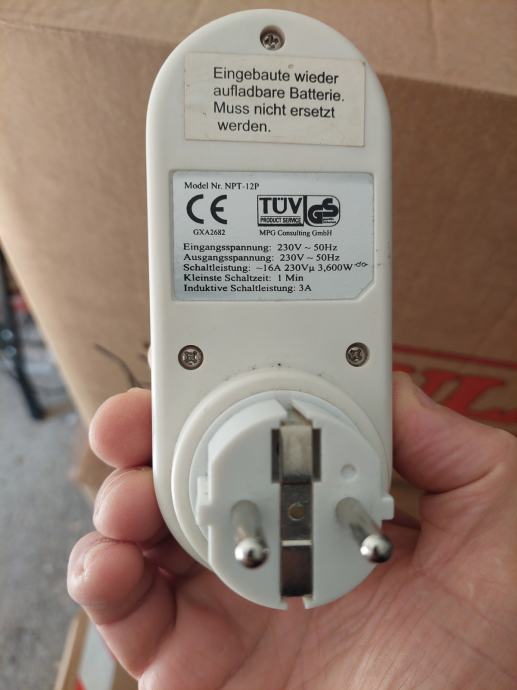 Eingebaute wieder
aufladbare Batterie.
Muss nicht ersetzt
werden.
Model Nr. NPT-12P
CE
TÜV
PRODUCT SERVICE
GS
GXA2682
MPG Consulting GmbH
Eingangsspannung: 230V ~ 50Hz
Ausgangsspannung: 230V ~ 50Hz
Schaltleistung: ~16A 230Vµ 3,600W
Kleinste Schaltzeit: 1 Min
Induktive Schaltleistung: 3A